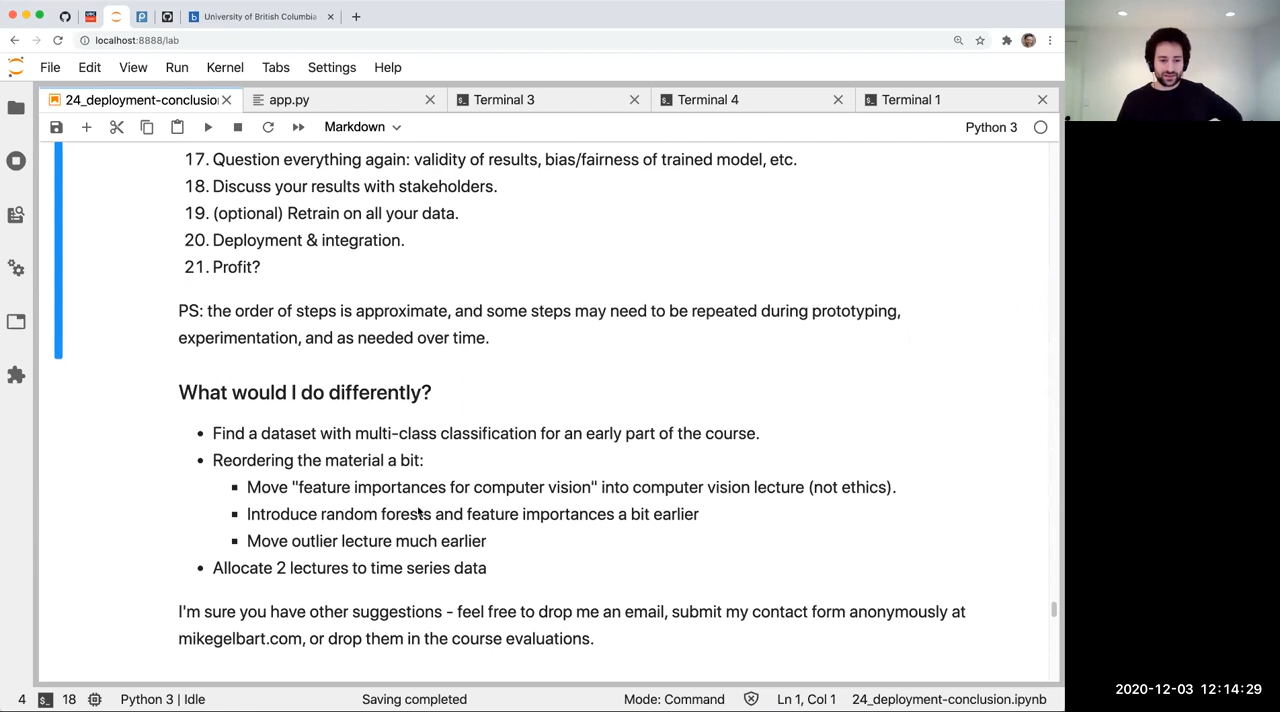 University of British Columbia
localhost:8888/lab
File Edit View Run Kernel Tabs Settings Help
24_deployment-conclusio
app.py
Terminal 3
Terminal 4
Terminal 1
Markdown
Python 3
17. Question everything again: validity of results, bias/fairness of trained model, etc.
18. Discuss your results with stakeholders.
19. (optional) Retrain on all your data.
20. Deployment & integration.
21. Profit?
PS: the order of steps is approximate, and some steps may need to be repeated during prototyping,
experimentation, and as needed over time.
What would I do differently?
• Find a dataset with multi-class classification for an early part of the course.
• Reordering the material a bit:
▪ Move "feature importances for computer vision" into computer vision lecture (not ethics).
▪ Introduce random forests and feature importances a bit earlier
▪ Move outlier lecture much earlier
• Allocate 2 lectures to time series data
I'm sure you have other suggestions - feel free to drop me an email, submit my contact form anonymously at
mikegelbart.com, or drop them in the course evaluations.
4 18 Python 3 | Idle Saving completed Mode: Command Ln 1, Col 1 24_deployment-conclusion.ipynb
2020-12-03 12:14:29